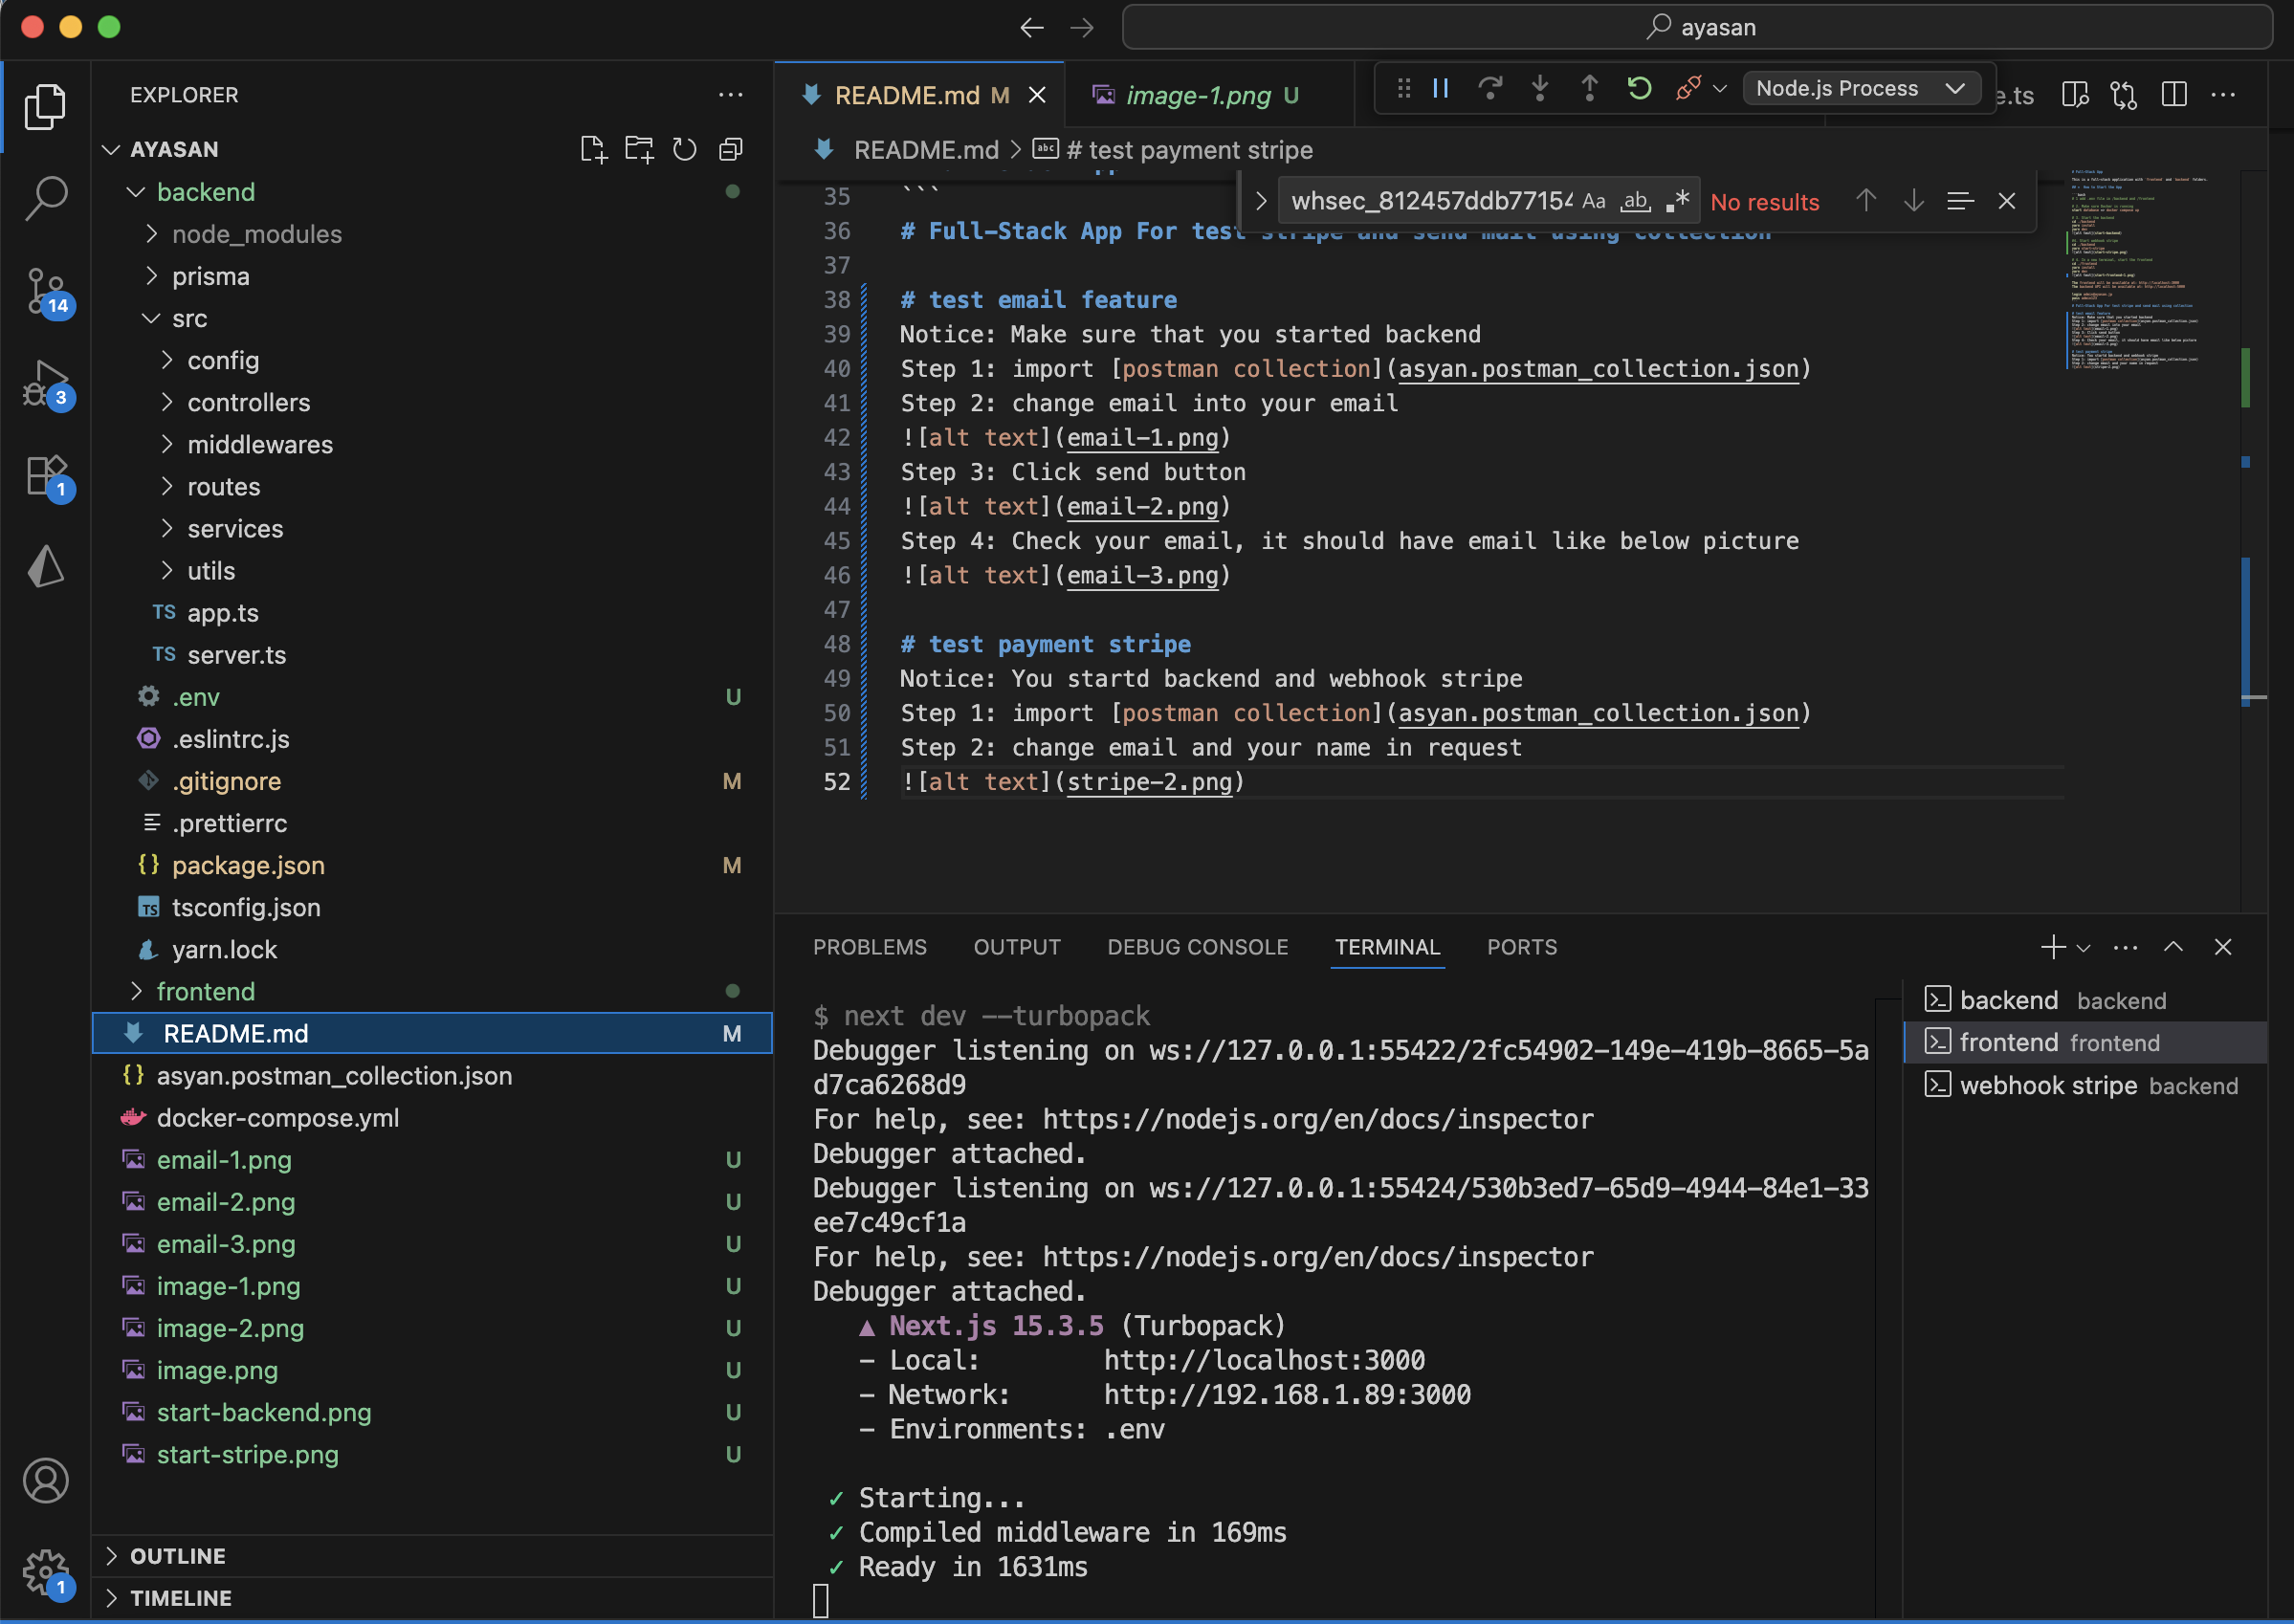 ayasan
EXPLORER
AYASAN
backend
node_modules
prisma
src
config
controllers
middlewares
routes
services
utils
TS app.ts
TS server.ts
.env U
.eslintrc.js
.gitignore M
.prettierrc
{} package.json M
TS tsconfig.json
yarn.lock
frontend
README.md M
{} asyan.postman_collection.json
docker-compose.yml
email-1.png U
email-2.png U
email-3.png U
image-1.png U
image-2.png U
image.png U
start-backend.png U
start-stripe.png U
OUTLINE
TIMELINE
14
3
1
1
README.md M
image-1.png U
Node.js Process
e.ts
README.md > abc # test payment stripe
whsec_812457ddb77154 Aa ab .* No results
35 ```
36 # Full-Stack App For test stripe and send mail using collection
37
38 # test email feature
39 Notice: Make sure that you started backend
40 Step 1: import [postman collection](asyan.postman_collection.json)
41 Step 2: change email into your email
42 ![alt text](email-1.png)
43 Step 3: Click send button
44 ![alt text](email-2.png)
45 Step 4: Check your email, it should have email like below picture
46 ![alt text](email-3.png)
47
48 # test payment stripe
49 Notice: You startd backend and webhook stripe
50 Step 1: import [postman collection](asyan.postman_collection.json)
51 Step 2: change email and your name in request
52 ![alt text](stripe-2.png)
PROBLEMS OUTPUT DEBUG CONSOLE TERMINAL PORTS
$ next dev --turbopack
Debugger listening on ws://127.0.0.1:55422/2fc54902-149e-419b-8665-5a
d7ca6268d9
For help, see: https://nodejs.org/en/docs/inspector
Debugger attached.
Debugger listening on ws://127.0.0.1:55424/530b3ed7-65d9-4944-84e1-33
ee7c49cf1a
For help, see: https://nodejs.org/en/docs/inspector
Debugger attached.
▲ Next.js 15.3.5 (Turbopack)
- Local: http://localhost:3000
- Network: http://192.168.1.89:3000
- Environments: .env
✓ Starting...
✓ Compiled middleware in 169ms
✓ Ready in 1631ms
backend backend
frontend frontend
webhook stripe backend